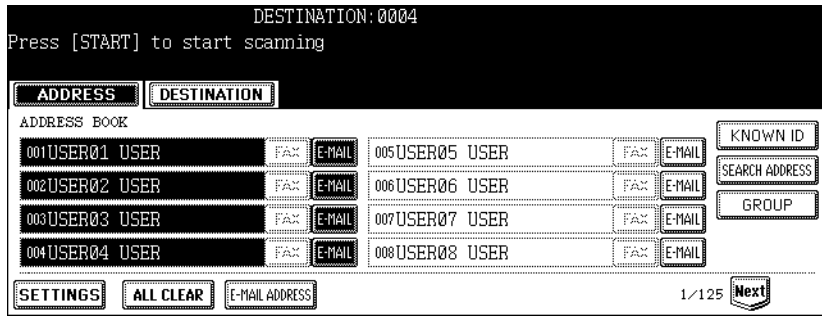 DESTINATION:0004
Press [START] to start scanning
ADDRESS DESTINATION
ADDRESS BOOK
001USER01 USER FAX E-MAIL 005USER05 USER FAX E-MAIL KNOWN ID
002USER02 USER FAX E-MAIL 006USER06 USER FAX E-MAIL SEARCH ADDRESS
003USER03 USER FAX E-MAIL 007USER07 USER FAX E-MAIL GROUP
004USER04 USER FAX E-MAIL 008USER08 USER FAX E-MAIL
SETTINGS ALL CLEAR E-MAIL ADDRESS 1/125 Next